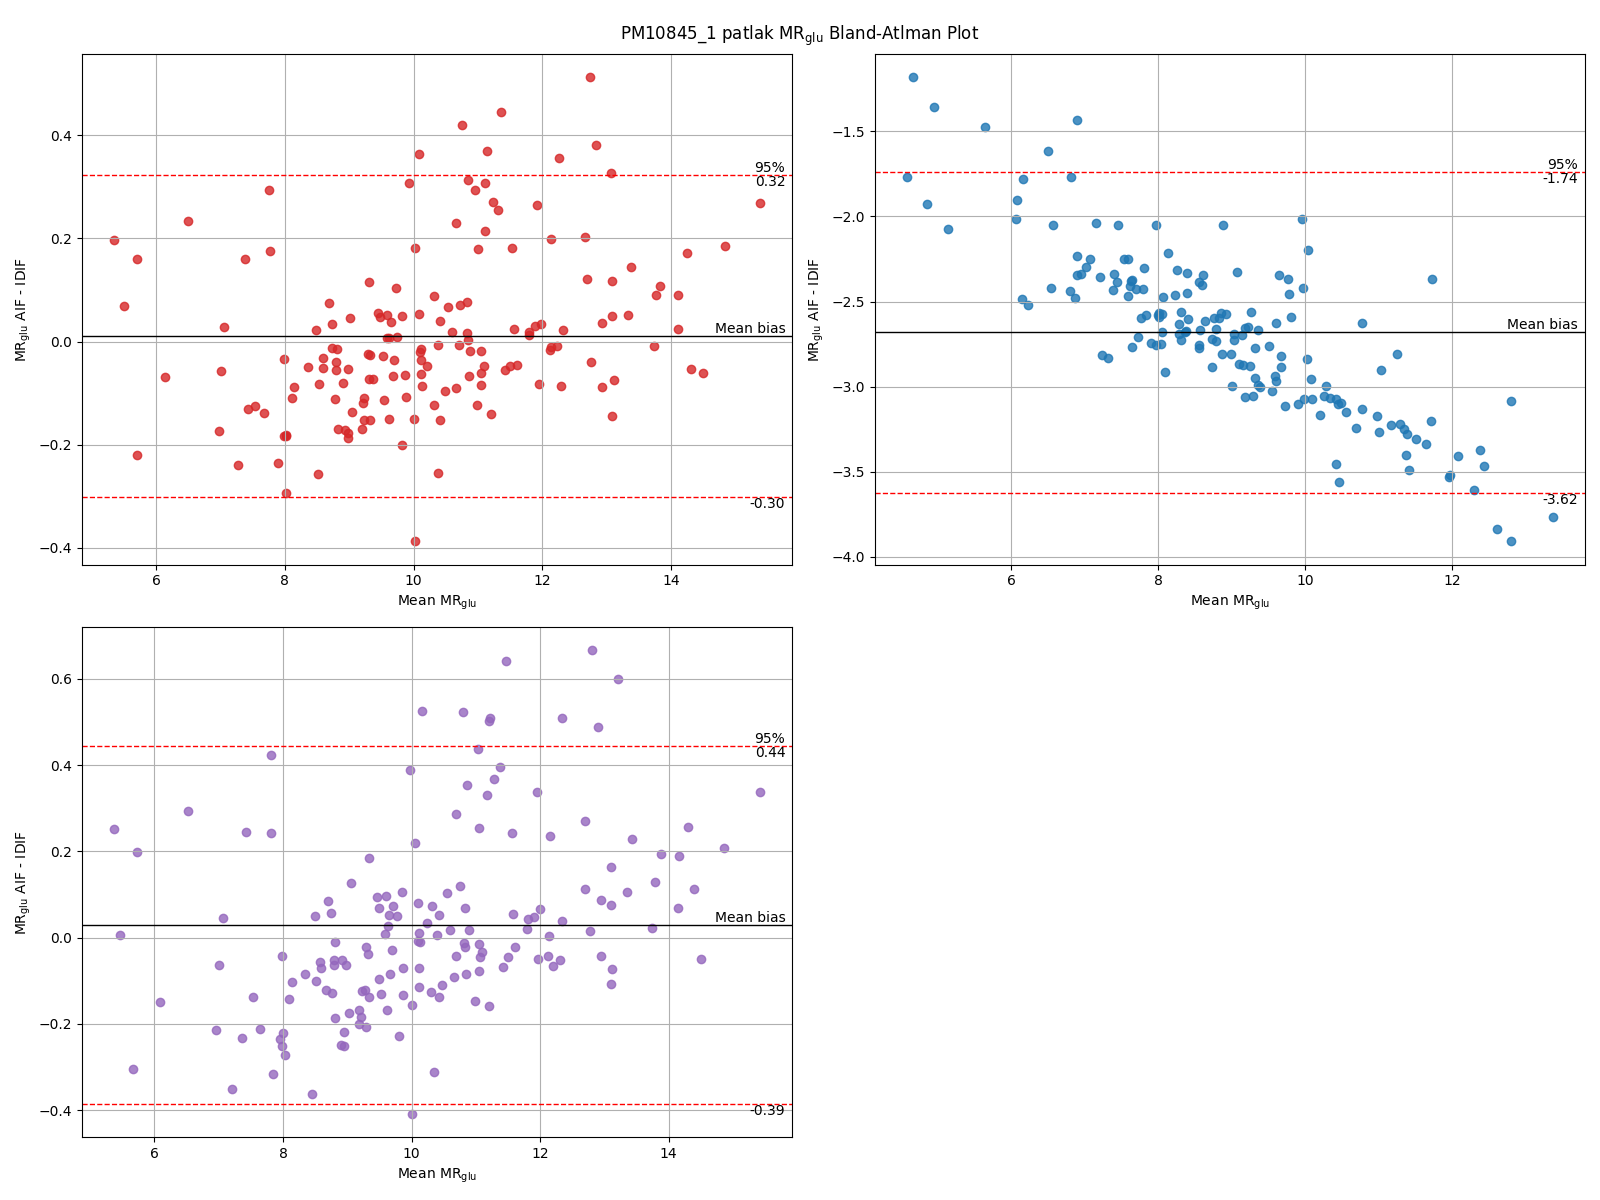 PM10845_1 patlak MRglu Bland-Atlman Plot
MRglu AIF - IDIF
0.4
0.2
0.0
−0.2
−0.4
95%
0.32
Mean bias
-0.30
6 8 10 12 14
Mean MRglu
MRglu AIF - IDIF
−1.5
−2.0
−2.5
−3.0
−3.5
−4.0
95%
-1.74
Mean bias
-3.62
6 8 10 12
Mean MRglu
MRglu AIF - IDIF
0.6
0.4
0.2
0.0
−0.2
−0.4
95%
0.44
Mean bias
-0.39
6 8 10 12 14
Mean MRglu